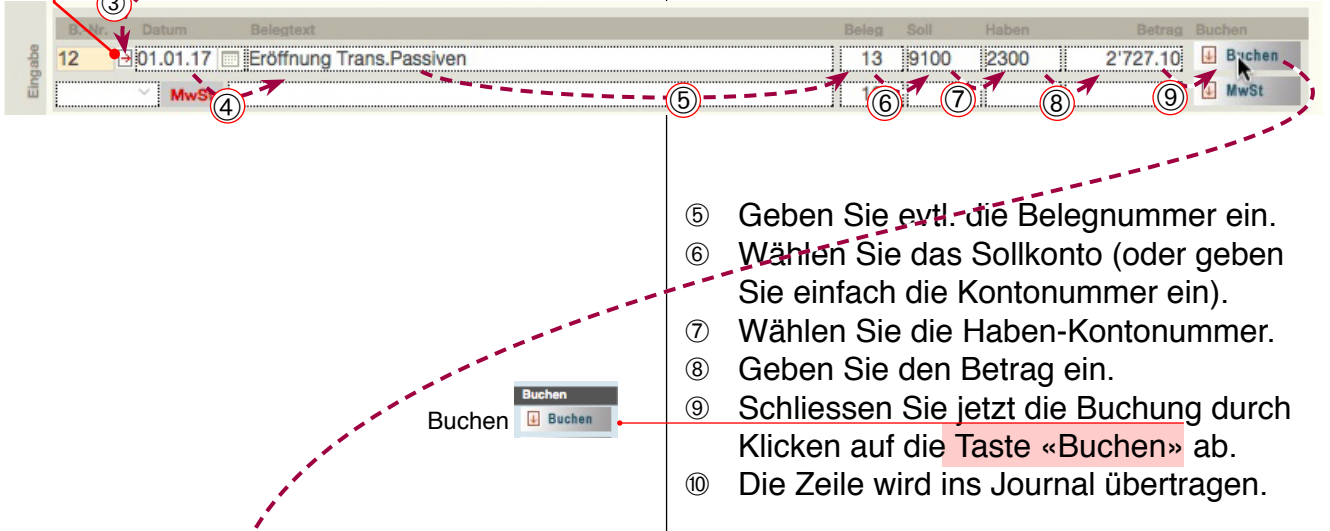 ③
B.-Nr. Datum Belegtext Beleg Soll Haben Betrag Buchen
Eingabe
12 01.01.17 Eröffnung Trans.Passiven 13 9100 2300 2'727.10 Buchen
MwSt MwSt
④ ⑤ ⑥ ⑦ ⑧ ⑨
⑤ Geben Sie evtl. die Belegnummer ein.
⑥ Wählen Sie das Sollkonto (oder geben
Sie einfach die Kontonummer ein).
⑦ Wählen Sie die Haben-Kontonummer.
⑧ Geben Sie den Betrag ein.
Buchen
Buchen Buchen
⑨ Schliessen Sie jetzt die Buchung durch
Klicken auf die Taste «Buchen» ab.
⑩ Die Zeile wird ins Journal übertragen.